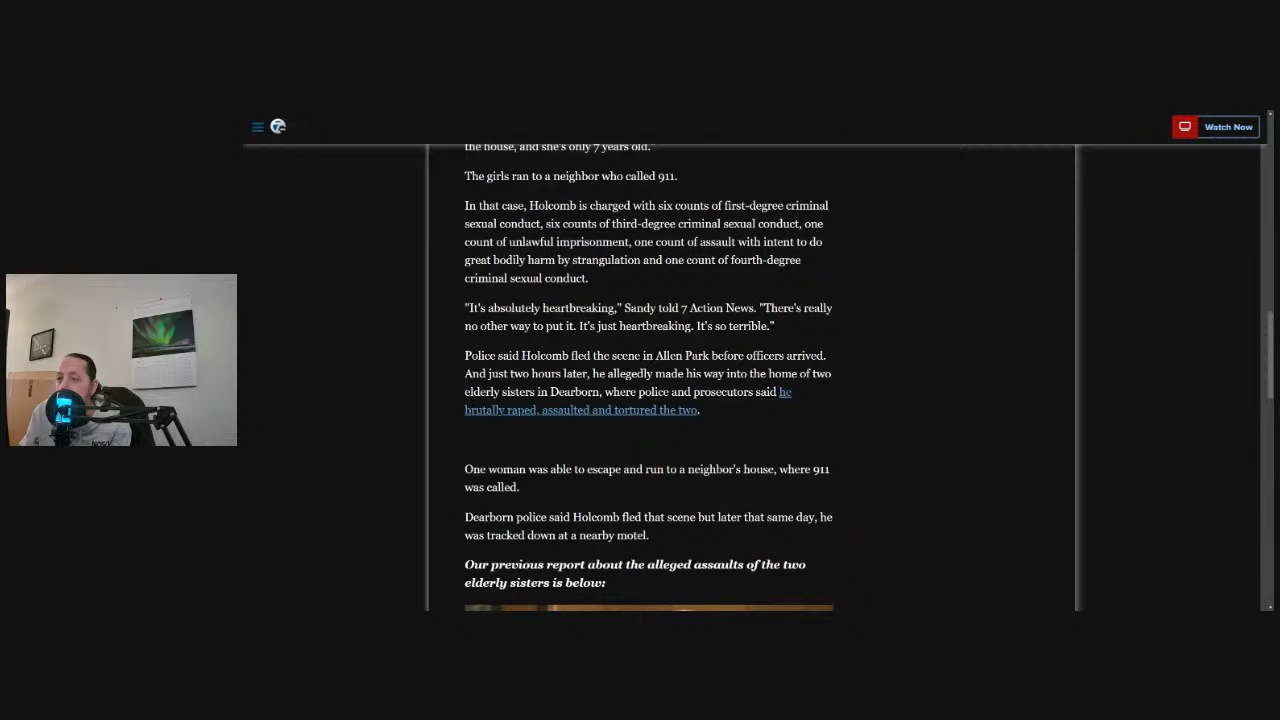 7
Watch Now
the house, and she's only 7 years old."
The girls ran to a neighbor who called 911.
In that case, Holcomb is charged with six counts of first-degree criminal
sexual conduct, six counts of third-degree criminal sexual conduct, one
count of unlawful imprisonment, one count of assault with intent to do
great bodily harm by strangulation and one count of fourth-degree
criminal sexual conduct.
"It's absolutely heartbreaking," Sandy told 7 Action News. "There's really
no other way to put it. It's just heartbreaking. It's so terrible."
Police said Holcomb fled the scene in Allen Park before officers arrived.
And just two hours later, he allegedly made his way into the home of two
elderly sisters in Dearborn, where police and prosecutors said he
brutally raped, assaulted and tortured the two.
One woman was able to escape and run to a neighbor's house, where 911
was called.
Dearborn police said Holcomb fled that scene but later that same day, he
was tracked down at a nearby motel.
Our previous report about the alleged assaults of the two
elderly sisters is below: